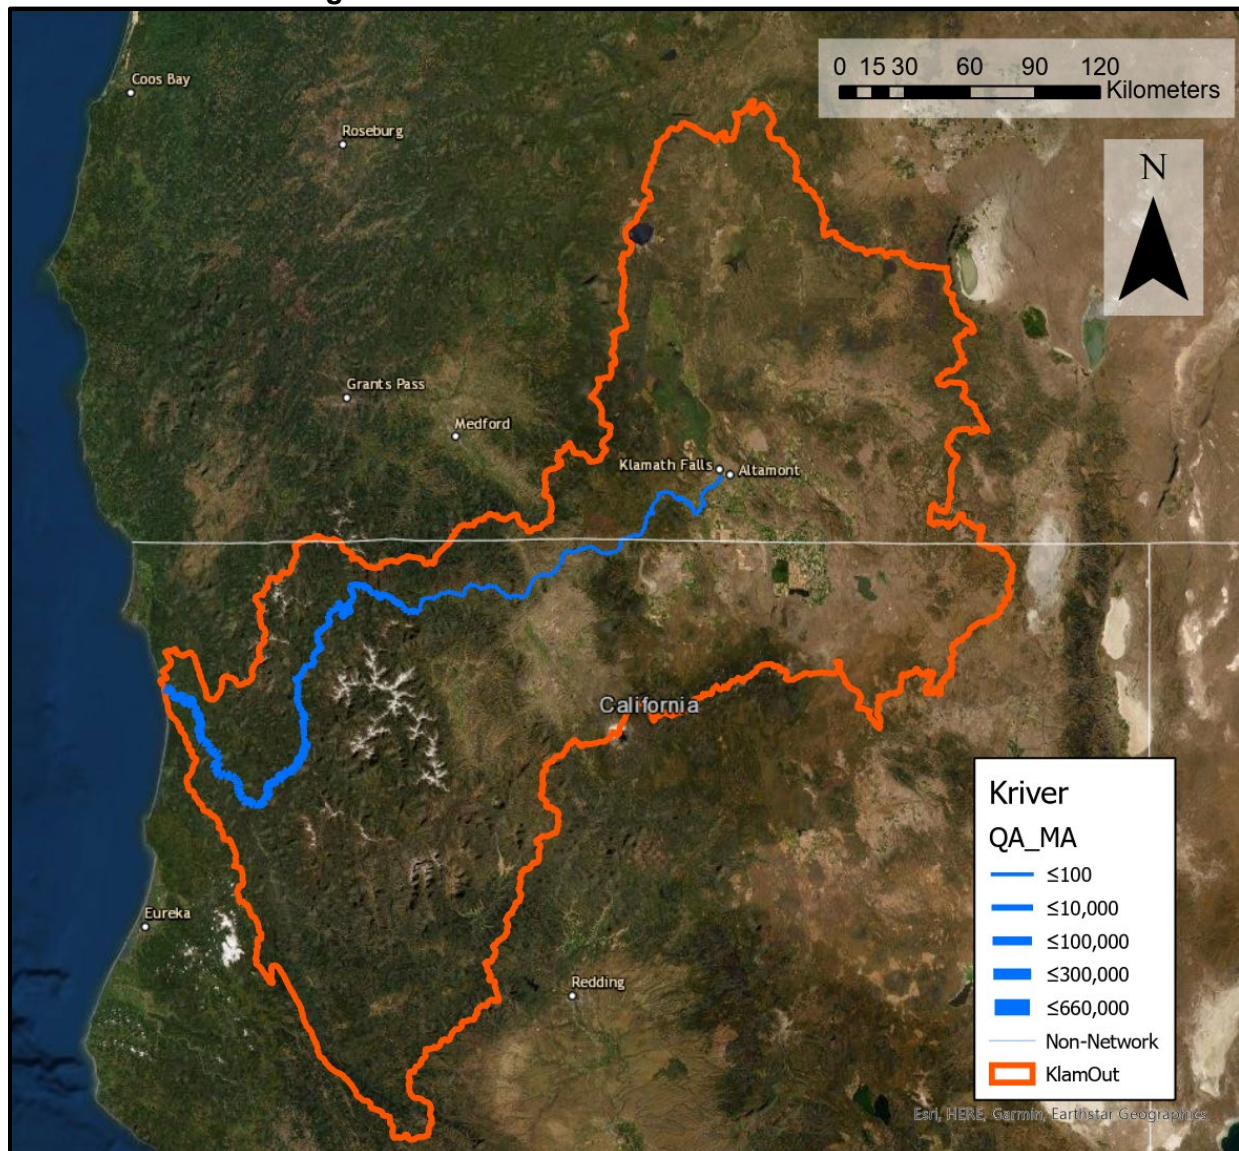 Coos Bay
0 15 30 60 90 120
Kilometers
Roseburg
N
Grants Pass
Medford
Klamath Falls
Altamont
California
Eureka
Redding
Kriver
QA_MA
≤100
≤10,000
≤100,000
≤300,000
≤660,000
Non-Network
KlamOut
Esri, HERE, Garmin, Earthstar Geographics